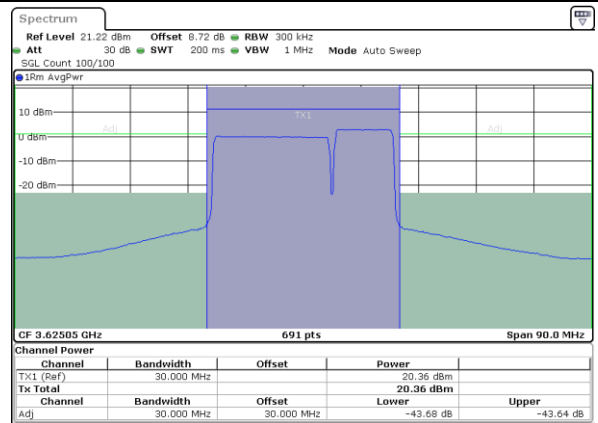 Spectrum
Ref Level 21.22 dBm Offset 8.72 dB RBW 300 kHz
Att 30 dB SWT 200 ms VBW 1 MHz Mode Auto Sweep
SGL Count 100/100
1Rm AvgPwr
10 dBm
TX1
Adj Adj
0 dBm
-10 dBm
-20 dBm
CF 3.62505 GHz 691 pts Span 90.0 MHz
Channel Power
Channel Bandwidth Offset Power
TX1 (Ref) 30.000 MHz 20.36 dBm
Tx Total 20.36 dBm
Channel Bandwidth Offset Lower Upper
Adj 30.000 MHz 30.000 MHz -43.68 dB -43.64 dB